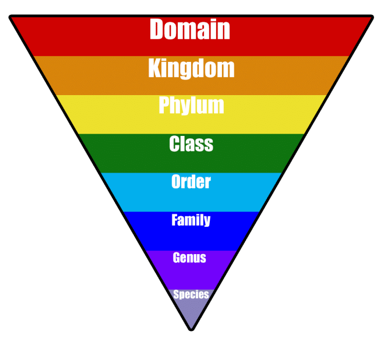 Domain
Kingdom
Phylum
Class
Order
Family
Genus
Species